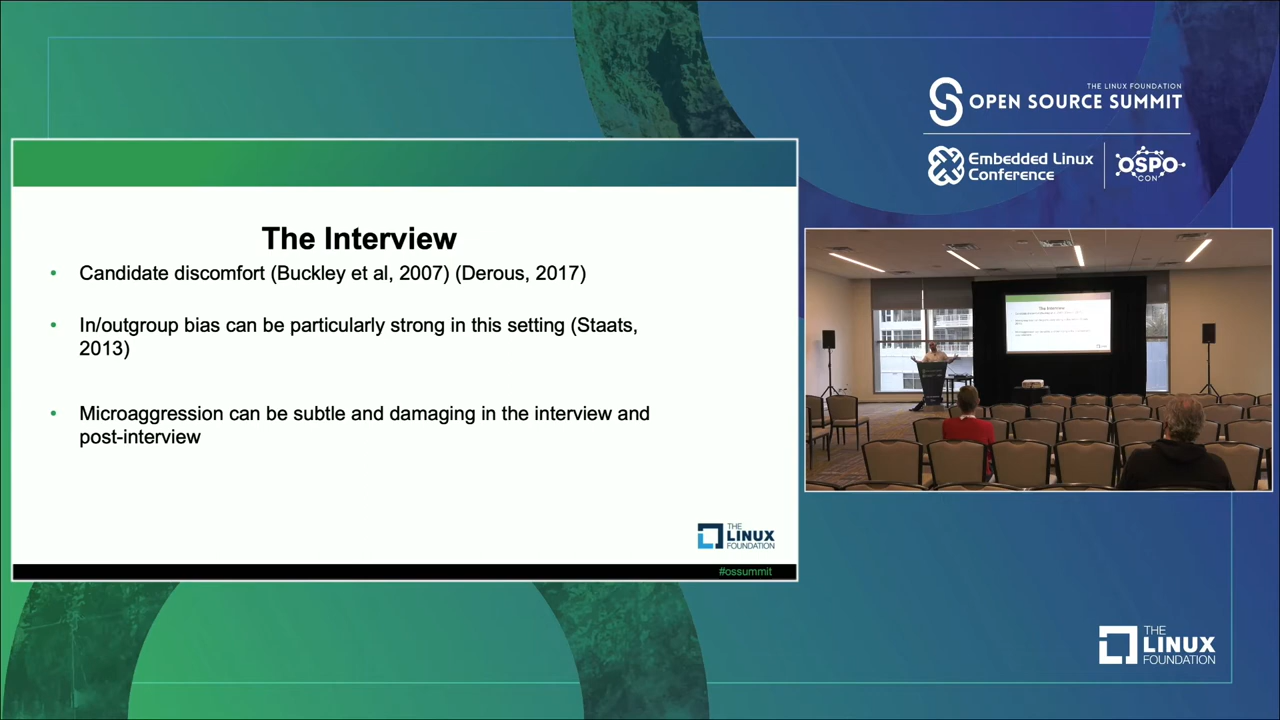 THE LINUX FOUNDATION
OPEN SOURCE SUMMIT
Embedded Linux
Conference
OSPO
CON
The Interview
• Candidate discomfort (Buckley et al, 2007) (Derous, 2017)
• In/outgroup bias can be particularly strong in this setting (Staats,
2013)
• Microaggression can be subtle and damaging in the interview and
post-interview
THE
LINUX
FOUNDATION
#ossummit
The Interview
THE
LINUX
FOUNDATION